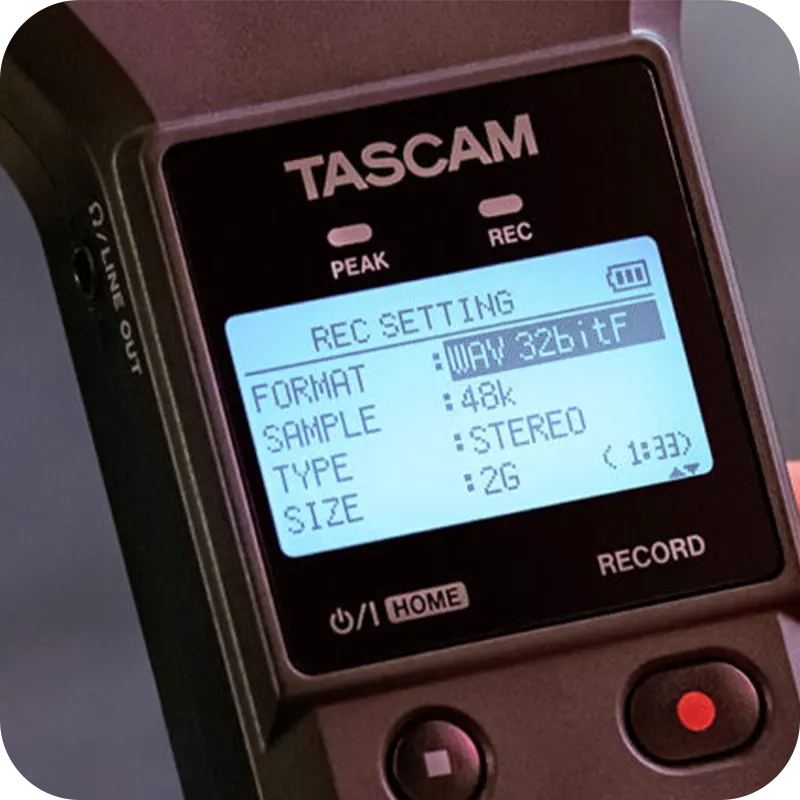 TASCAM
PEAK REC
🎧/LINE OUT
REC SETTING
FORMAT :WAV 32bitF
SAMPLE :48k
TYPE :STEREO
SIZE :2G (1:33)
⏻/I HOME
RECORD